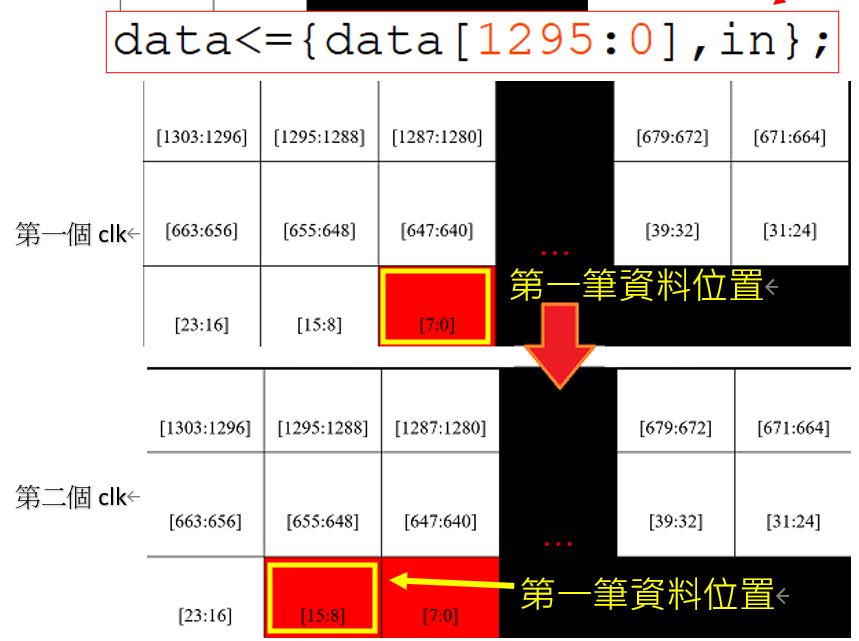 data<={data[1295:0],in};
[1303:1296] [1295:1288] [1287:1280] [679:672] [671:664]
第一個 clk← [663:656] [655:648] [647:640] ... [39:32] [31:24]
第一筆資料位置←
[23:16] [15:8] [7:0]
[1303:1296] [1295:1288] [1287:1280] [679:672] [671:664]
第二個 clk← [663:656] [655:648] [647:640] ... [39:32] [31:24]
第一筆資料位置←
[23:16] [15:8] [7:0]